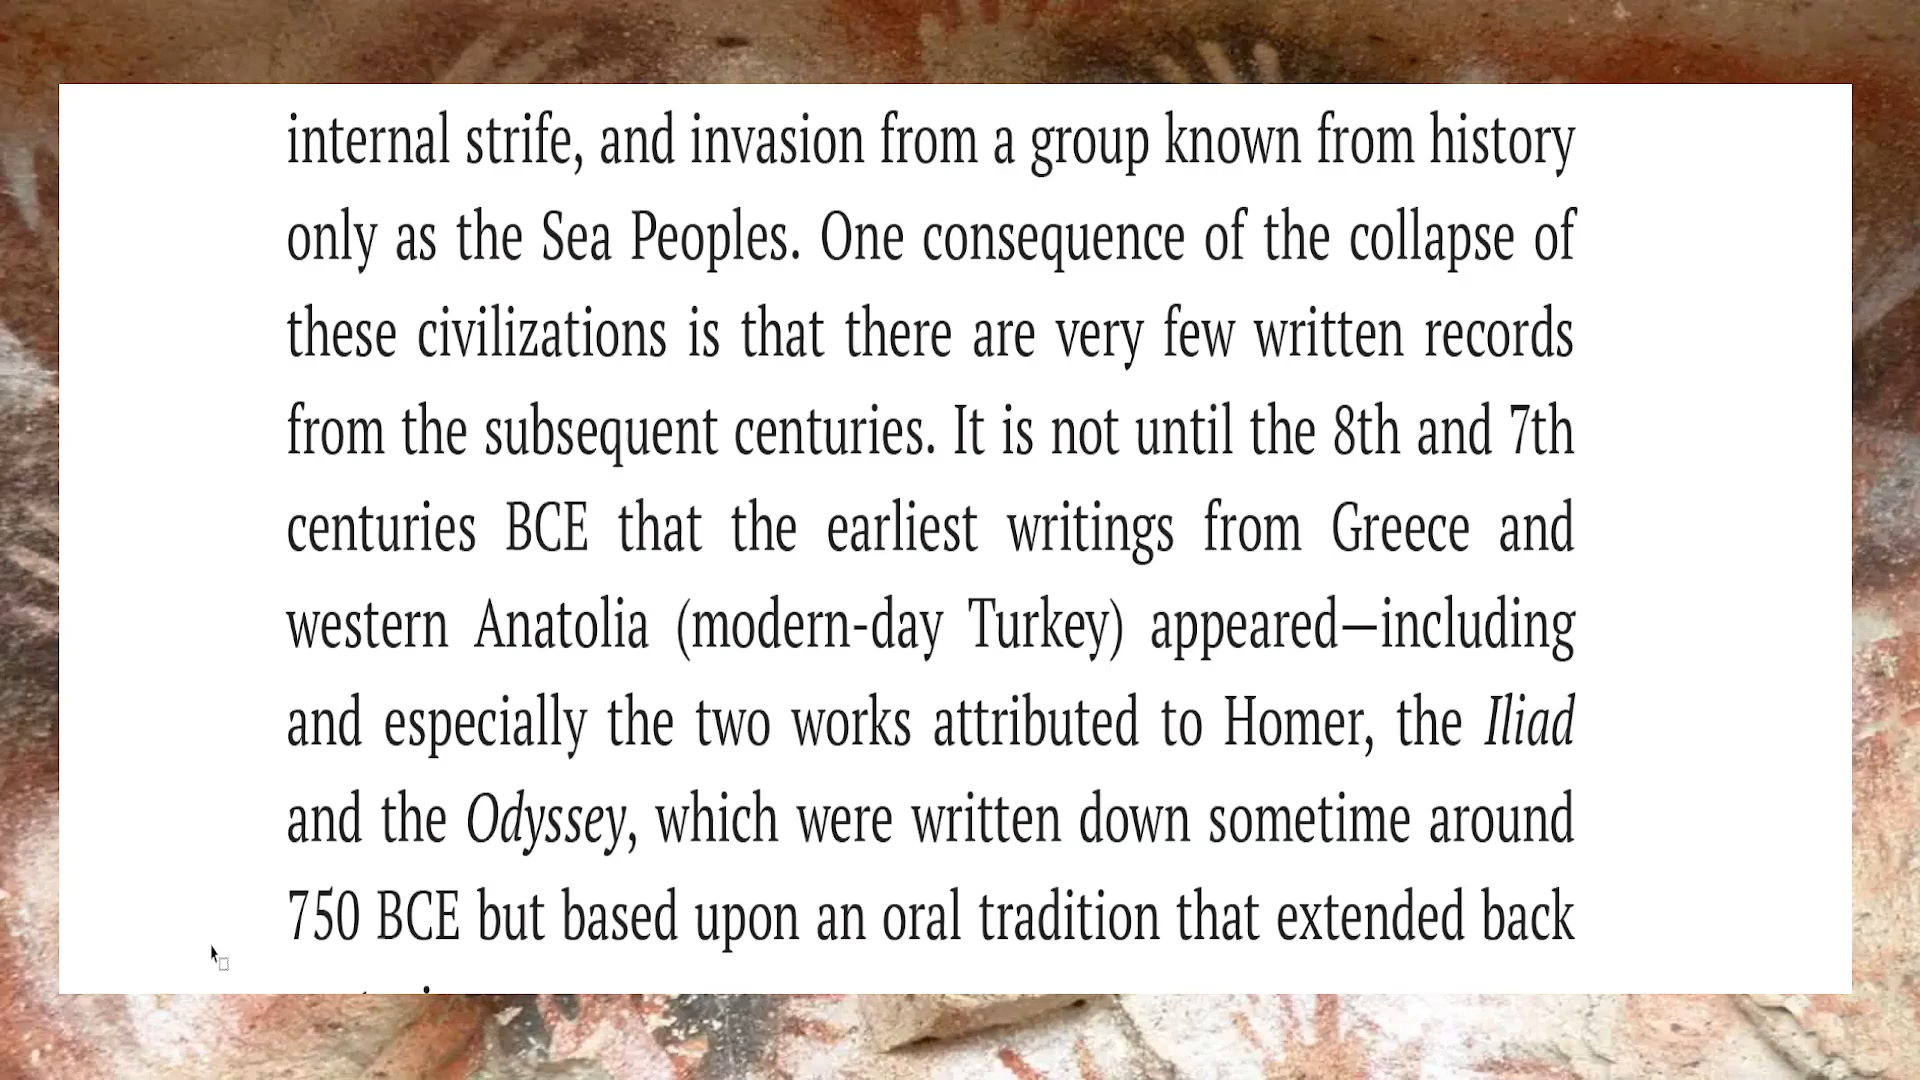 internal strife, and invasion from a group known from history
only as the Sea Peoples. One consequence of the collapse of
these civilizations is that there are very few written records
from the subsequent centuries. It is not until the 8th and 7th
centuries BCE that the earliest writings from Greece and
western Anatolia (modern-day Turkey) appeared—including
and especially the two works attributed to Homer, the Iliad
and the Odyssey, which were written down sometime around
750 BCE but based upon an oral tradition that extended back